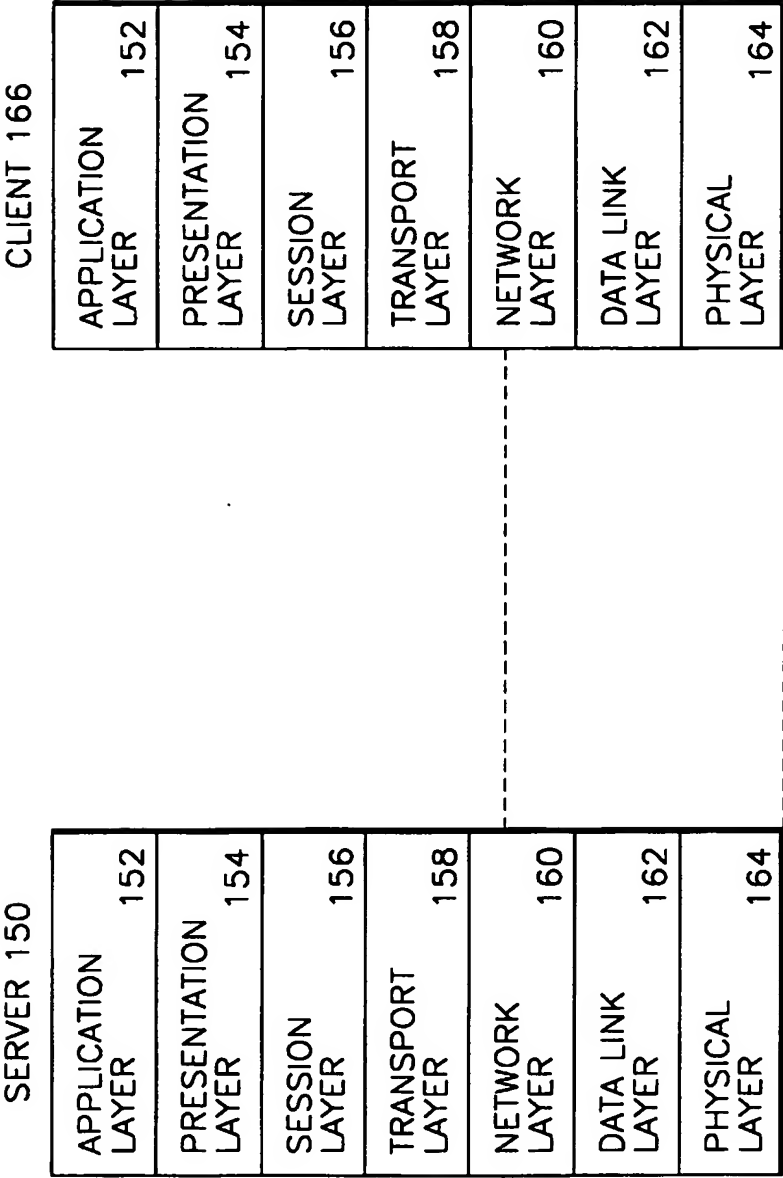 SERVER 150
APPLICATION
LAYER 152
PRESENTATION
LAYER 154
SESSION
LAYER 156
TRANSPORT
LAYER 158
NETWORK
LAYER 160
DATA LINK
LAYER 162
PHYSICAL
LAYER 164
CLIENT 166
APPLICATION
LAYER 152
PRESENTATION
LAYER 154
SESSION
LAYER 156
TRANSPORT
LAYER 158
NETWORK
LAYER 160
DATA LINK
LAYER 162
PHYSICAL
LAYER 164